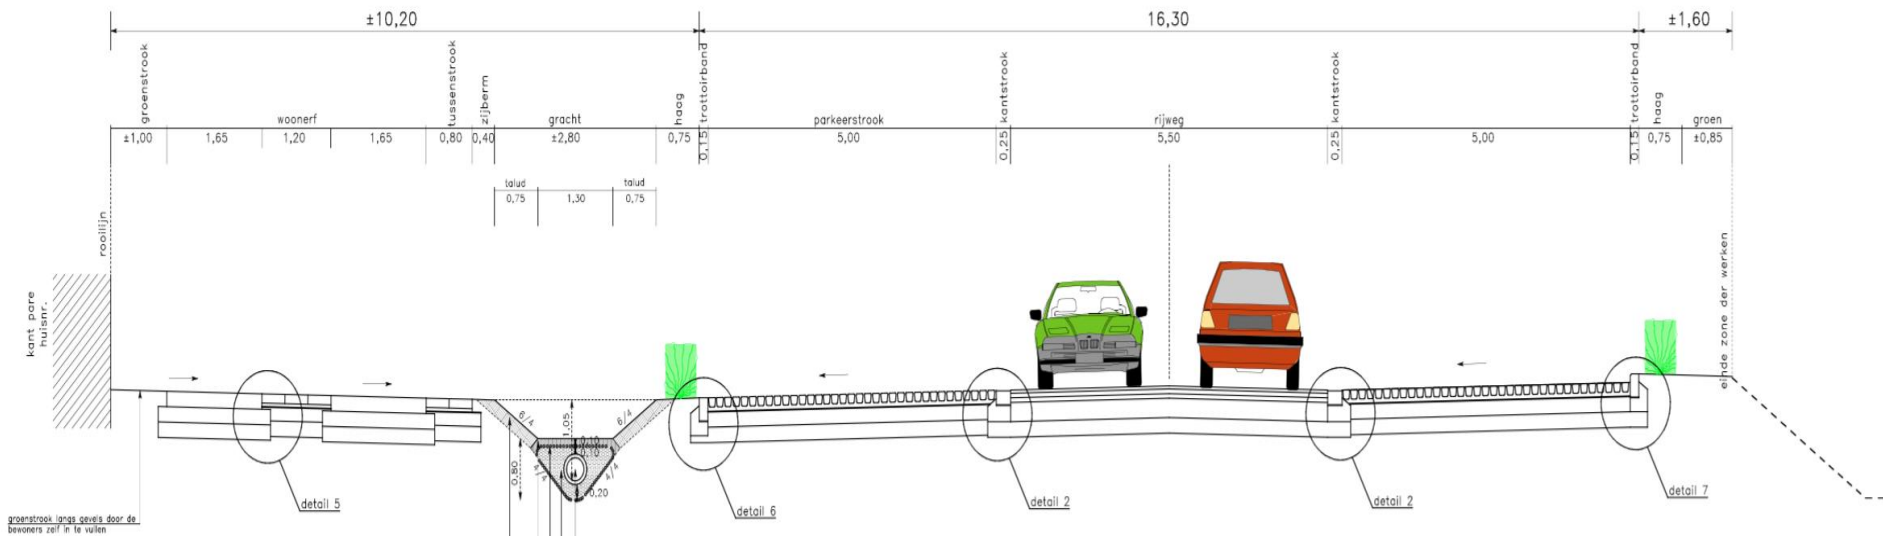 ±10,20
16,30
±1,60
groenstrook
tussenstrook
zijberm
haag
trottoirband
kantstrook
kantstrook
trottoirband
haag
woonerf
gracht
parkeerstrook
rijweg
groen
±1,00
1,65
1,20
1,65
0,80
0,40
±2,80
0,75
0,15
5,00
0,25
5,50
0,25
5,00
0,15
0,75
±0,85
talud
talud
0,75
1,30
0,75
rooilijn
kant pare
huisnr.
einde zone der werken
6/4
6/4
1,05
0,10
0,10
4/4
4/4
0,80
0,20
detail 5
detail 6
detail 2
detail 2
detail 7
groenstrook langs gevels door de
bewoners zelf in te vullen